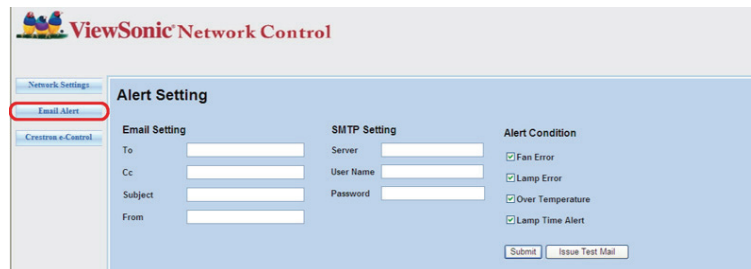 ViewSonic® Network Control
Network Settings
Email Alert
Crestron e-Control
Alert Setting
Email Setting
To
Cc
Subject
From
SMTP Setting
Server
User Name
Password
Alert Condition
Fan Error
Lamp Error
Over Temperature
Lamp Time Alert
Submit
Issue Test Mail